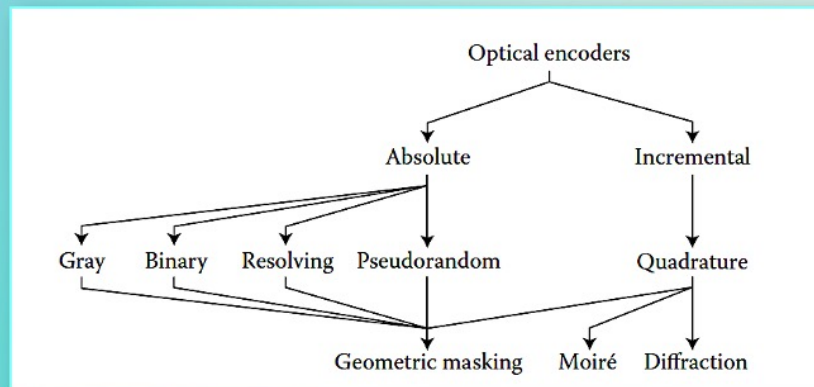 Optical encoders
Absolute Incremental
Gray Binary Resolving Pseudorandom Quadrature
Geometric masking Moiré Diffraction